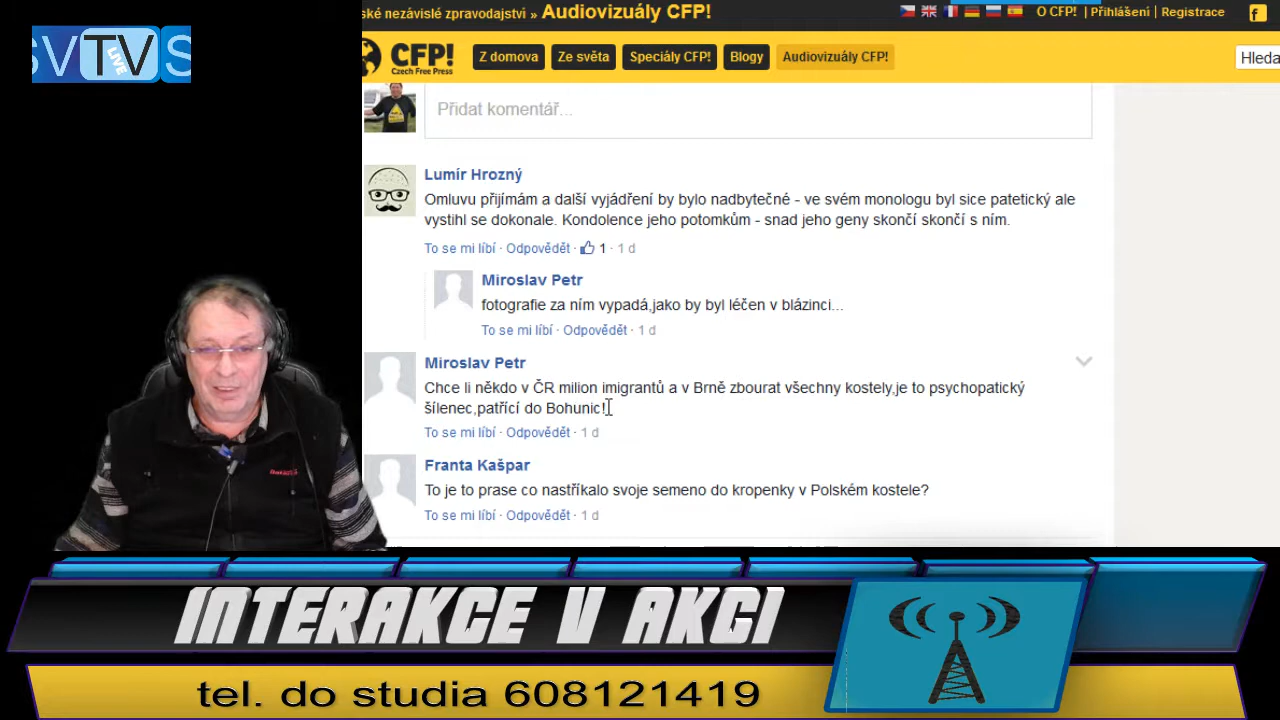 SVTVS
LIVE
ské nezávislé zpravodajství » Audiovizuály CFP!
O CFP! | Přihlášení | Registrace
CFP!
Czech Free Press
Z domova
Ze světa
Speciály CFP!
Blogy
Audiovizuály CFP!
Hleda
Přidat komentář...
Lumír Hrozný
Omluvu přijímám a další vyjádření by bylo nadbytečné - ve svém monologu byl sice patetický ale
vystihl se dokonale. Kondolence jeho potomkům - snad jeho geny skončí skončí s ním.
To se mi líbí · Odpovědět · 1 · 1 d
Miroslav Petr
fotografie za ním vypadá,jako by byl léčen v blázinci...
To se mi líbí · Odpovědět · 1 d
Miroslav Petr
Chce li někdo v ČR milion imigrantů a v Brně zbourat všechny kostely,je to psychopatický
šílenec,patřící do Bohunic!
To se mi líbí · Odpovědět · 1 d
Franta Kašpar
To je to prase co nastříkalo svoje semeno do kropenky v Polském kostele?
To se mi líbí · Odpovědět · 1 d
INTERAKCE V AKCI
tel. do studia 608121419